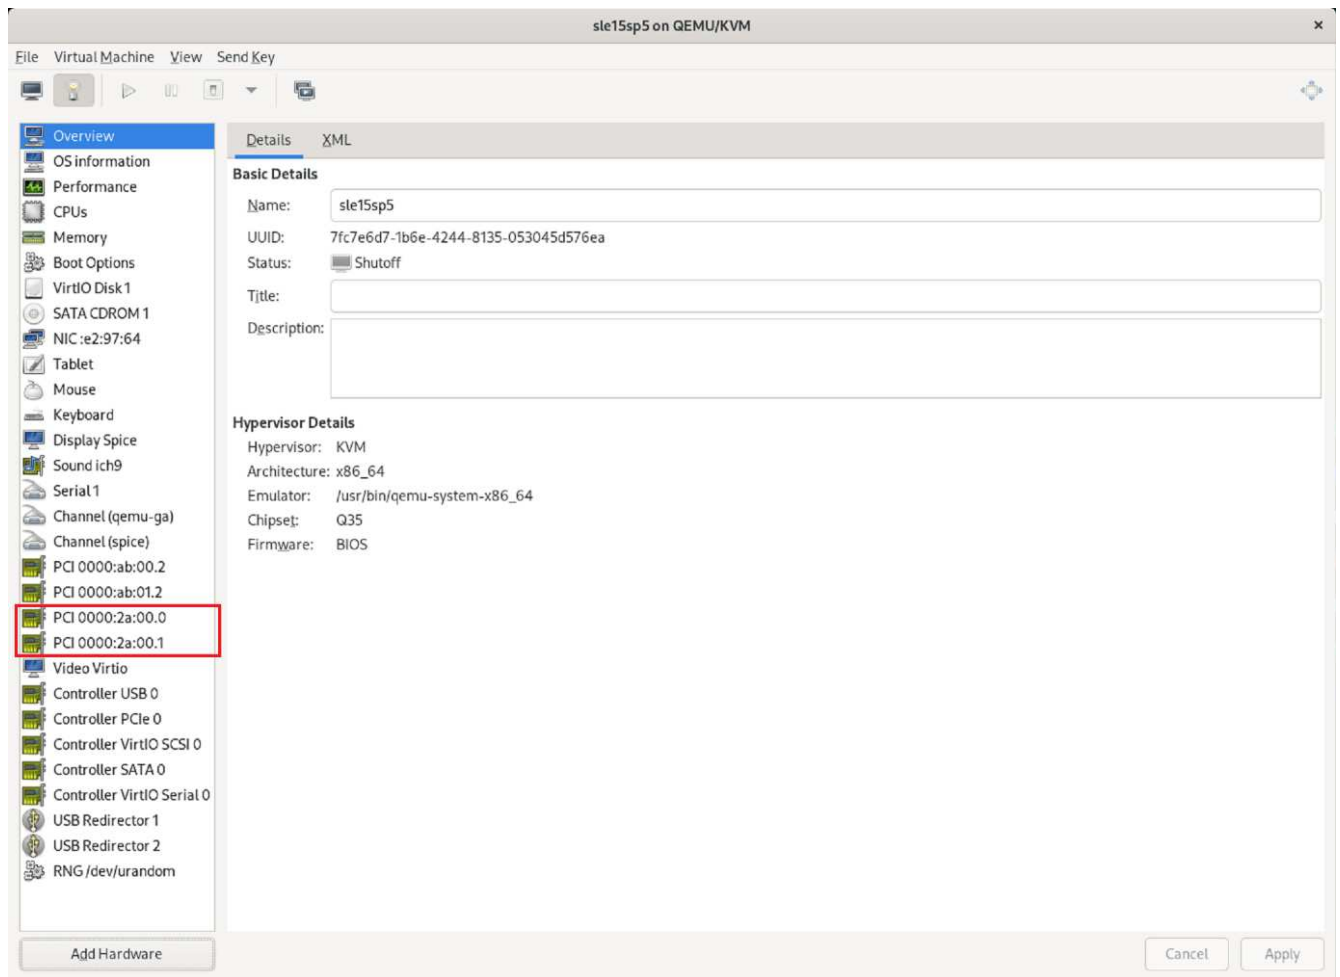 sle15sp5 on QEMU/KVM
File Virtual Machine View Send Key
Overview
OS information
Performance
CPUs
Memory
Boot Options
VirtIO Disk 1
SATA CDROM 1
NIC :e2:97:64
Tablet
Mouse
Keyboard
Display Spice
Sound ich9
Serial 1
Channel (qemu-ga)
Channel (spice)
PCI 0000:ab:00.2
PCI 0000:ab:01.2
PCI 0000:2a:00.0
PCI 0000:2a:00.1
Video Virtio
Controller USB 0
Controller PCIe 0
Controller VirtIO SCSI 0
Controller SATA 0
Controller VirtIO Serial 0
USB Redirector 1
USB Redirector 2
RNG /dev/urandom
Add Hardware
Details XML
Basic Details
Name: sle15sp5
UUID: 7fc7e6d7-1b6e-4244-8135-053045d576ea
Status: Shutoff
Title:
Description:
Hypervisor Details
Hypervisor: KVM
Architecture: x86_64
Emulator: /usr/bin/qemu-system-x86_64
Chipset: Q35
Firmware: BIOS
Cancel Apply